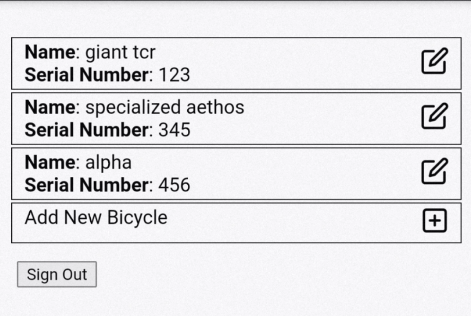 Name: giant tcr
Serial Number: 123
Name: specialized aethos
Serial Number: 345
Name: alpha
Serial Number: 456
Add New Bicycle
Sign Out